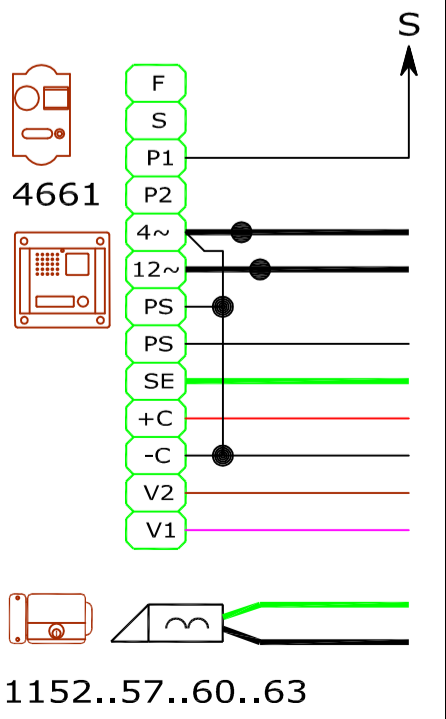 S
F
S
P1
4661
P2
4~
12~
PS
PS
SE
+C
-C
V2
V1
1152..57..60..63